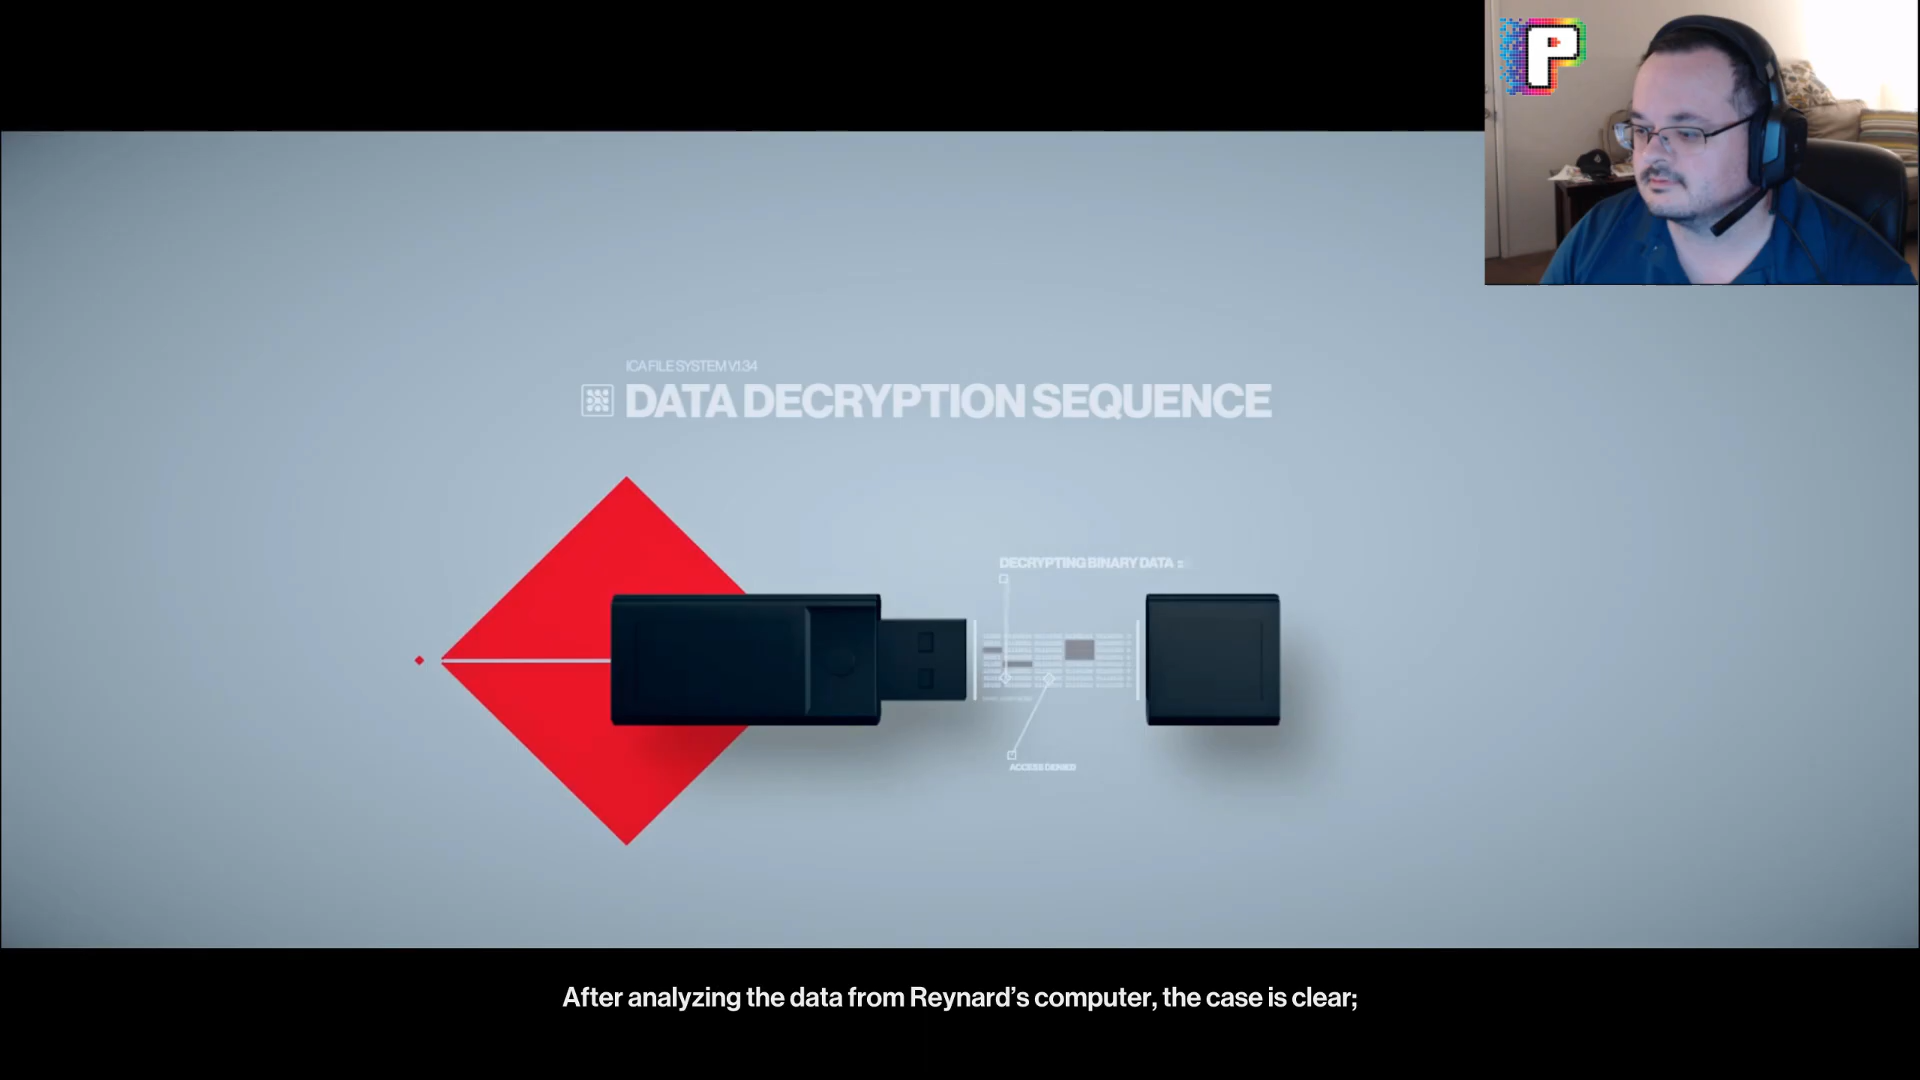 P
ICA FILE SYSTEM V.1.34
DATA DECRYPTION SEQUENCE
DECRYPTING BINARY DATA
ACCESS DENIED
After analyzing the data from Reynard's computer, the case is clear;